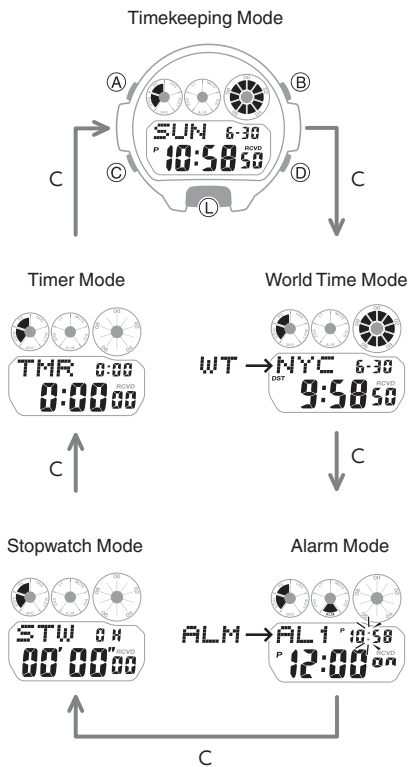 Timekeeping Mode
A
B
SUN 6-30
P 10:58 50
RCVD
C
D
L
C
C
Timer Mode
World Time Mode
TMR 0:00
0:00 00
RCVD
WT → NYC 6-30
DST
9:58 50
RCVD
C
C
Stopwatch Mode
Alarm Mode
STW 0H
00' 00" 00
RCVD
ALM → AL1 P 10:58
P 12:00 on
RCVD
C